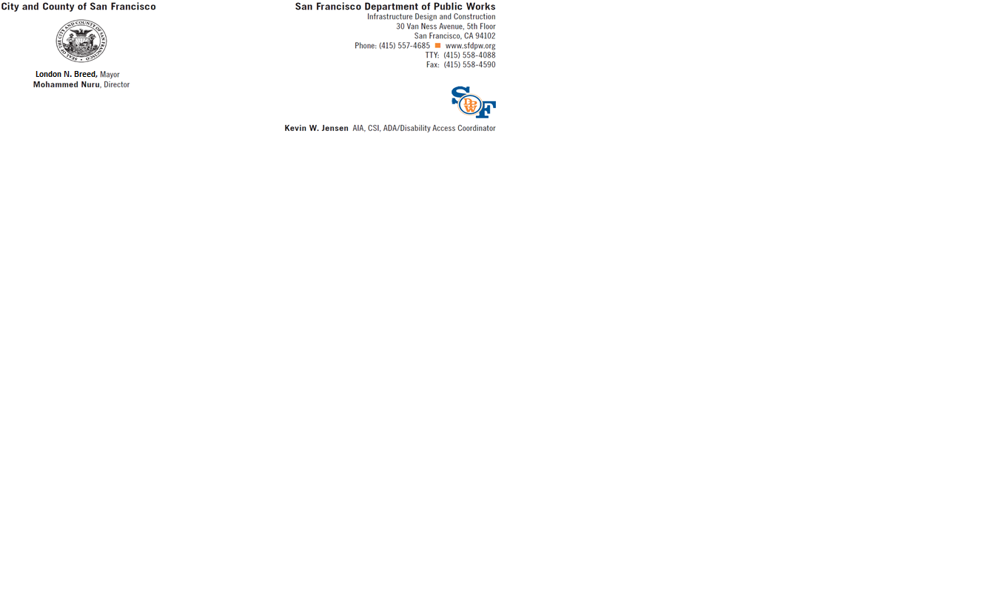 City and County of San Francisco
SEAL OF THE CITY AND COUNTY OF SAN FRANCISCO
London N. Breed, Mayor
Mohammed Nuru, Director
San Francisco Department of Public Works
Infrastructure Design and Construction
30 Van Ness Avenue, 5th Floor
San Francisco, CA 94102
Phone: (415) 557-4685 ■ www.sfdpw.org
TTY: (415) 558-4088
Fax: (415) 558-4590
S DPW F
Kevin W. Jensen AIA, CSI, ADA/Disability Access Coordinator